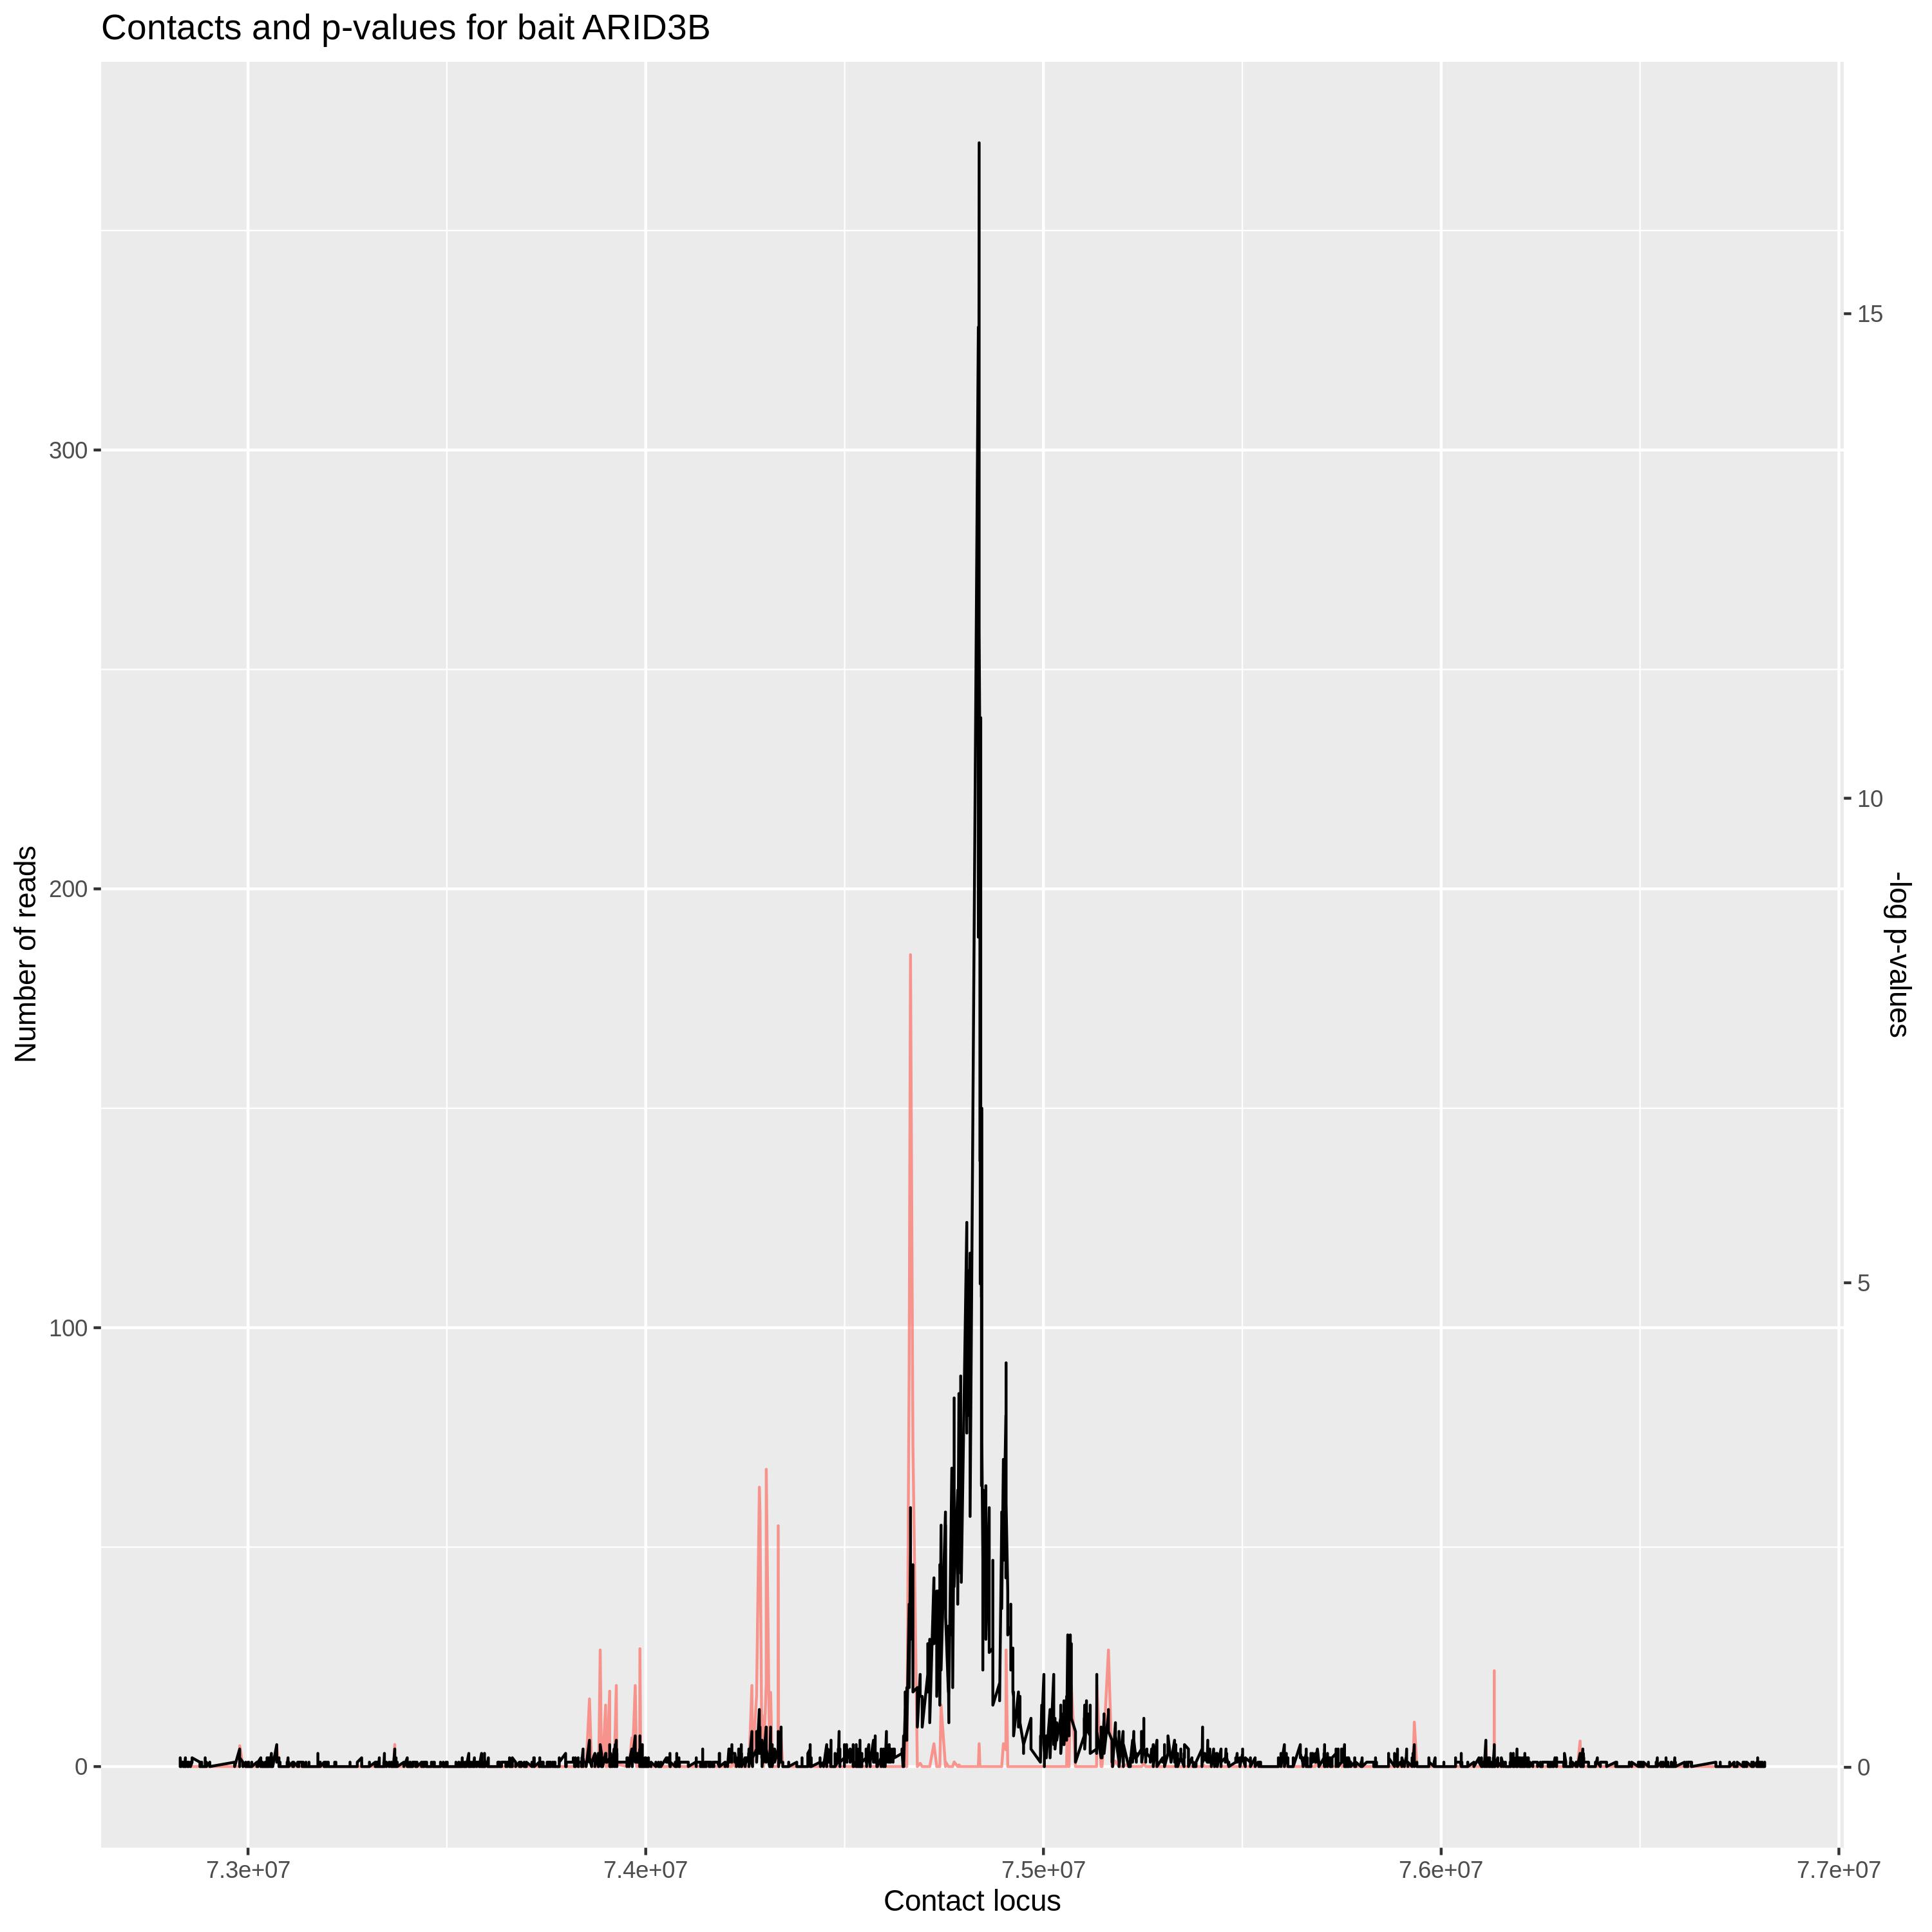 Contacts and p-values for bait ARID3B
300
200
100
0
Number of reads
15
10
5
0
-log p-values
7.3e+07 7.4e+07 7.5e+07 7.6e+07 7.7e+07
Contact locus